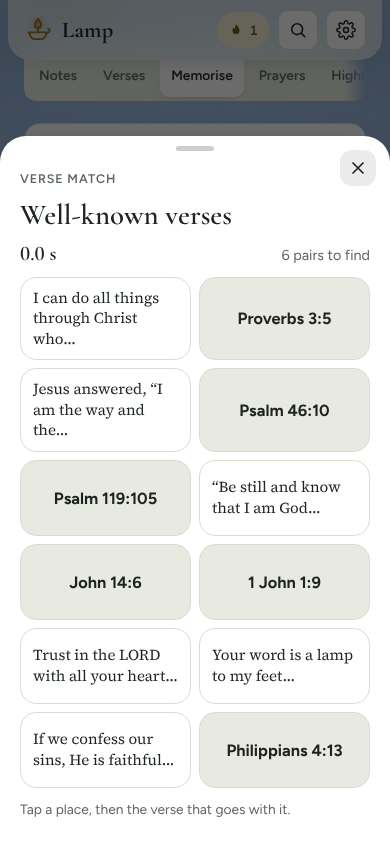 Lamp
1
Notes
Verses
Memorise
Prayers
High
VERSE MATCH
Well-known verses
0.0 s
6 pairs to find
I can do all things
through Christ
who...
Proverbs 3:5
Jesus answered, “I
am the way and
the...
Psalm 46:10
Psalm 119:105
“Be still and know
that I am God...
John 14:6
1 John 1:9
Trust in the LORD
with all your heart...
Your word is a lamp
to my feet...
If we confess our
sins, He is faithful...
Philippians 4:13
Tap a place, then the verse that goes with it.